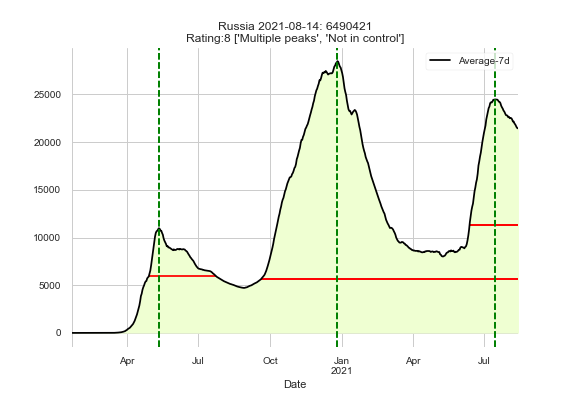 Russia 2021-08-14: 6490421
Rating:8 ['Multiple peaks', 'Not in control']
Average-7d
25000
20000
15000
10000
5000
0
Apr Jul Oct Jan Apr Jul
2021
Date